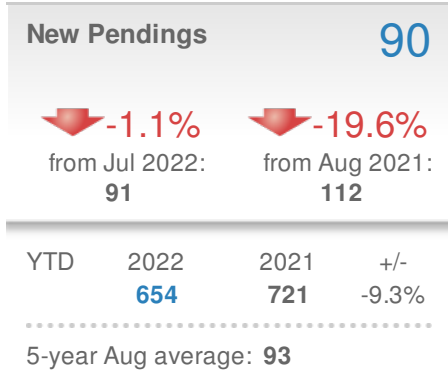 New Pendings 90
-1.1% -19.6%
from Jul 2022: from Aug 2021:
91 112
YTD 2022 2021 +/-
654 721 -9.3%
5-year Aug average: 93